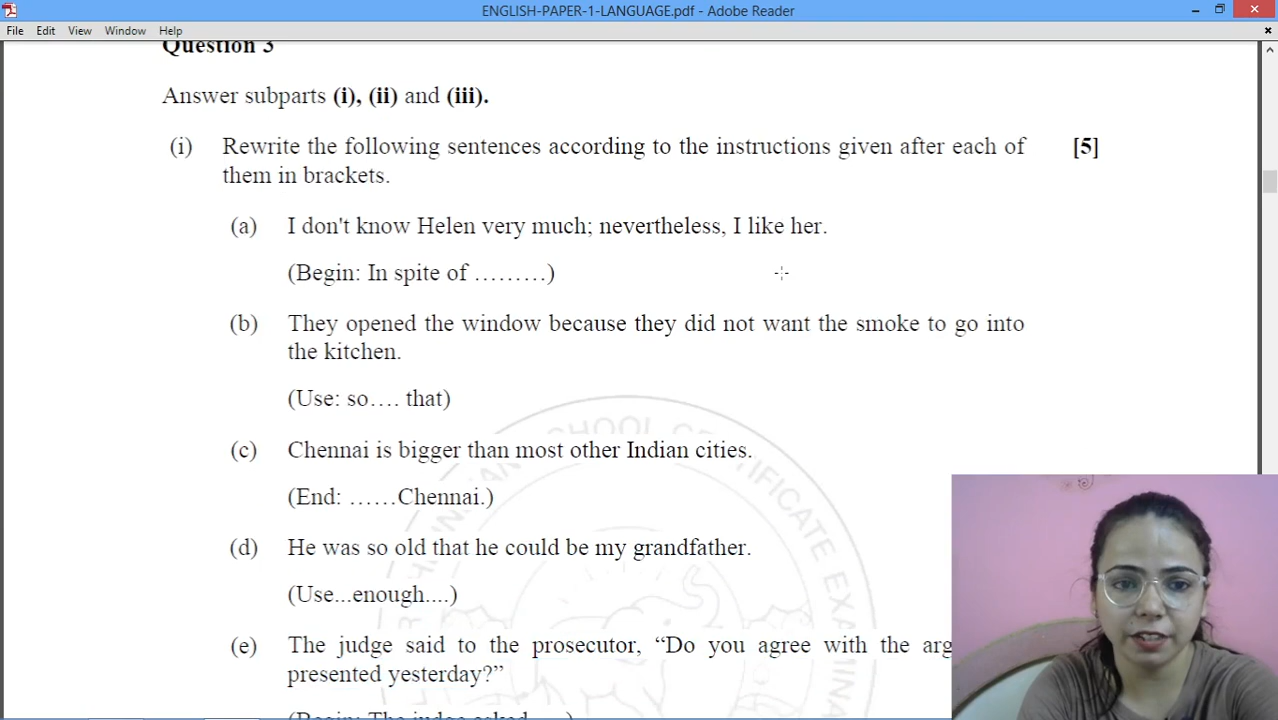 ENGLISH-PAPER-1-LANGUAGE.pdf - Adobe Reader
File Edit View Window Help
Question 3
Answer subparts (i), (ii) and (iii).
(i) Rewrite the following sentences according to the instructions given after each of [5]
them in brackets.
(a) I don't know Helen very much; nevertheless, I like her.
(Begin: In spite of ………)
(b) They opened the window because they did not want the smoke to go into
the kitchen.
(Use: so…. that)
(c) Chennai is bigger than most other Indian cities.
(End: ……Chennai.)
(d) He was so old that he could be my grandfather.
(Use...enough....)
(e) The judge said to the prosecutor, “Do you agree with the arg
presented yesterday?”
(Begin: The judge asked